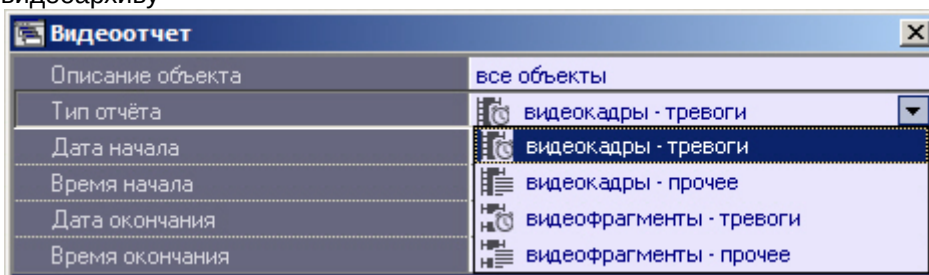 видеоархиву
Видеоотчет
Описание объекта все объекты
Тип отчёта видеокадры - тревоги
Дата начала видеокадры - тревоги
Время начала видеокадры - прочее
Дата окончания видеофрагменты - тревоги
Время окончания видеофрагменты - прочее